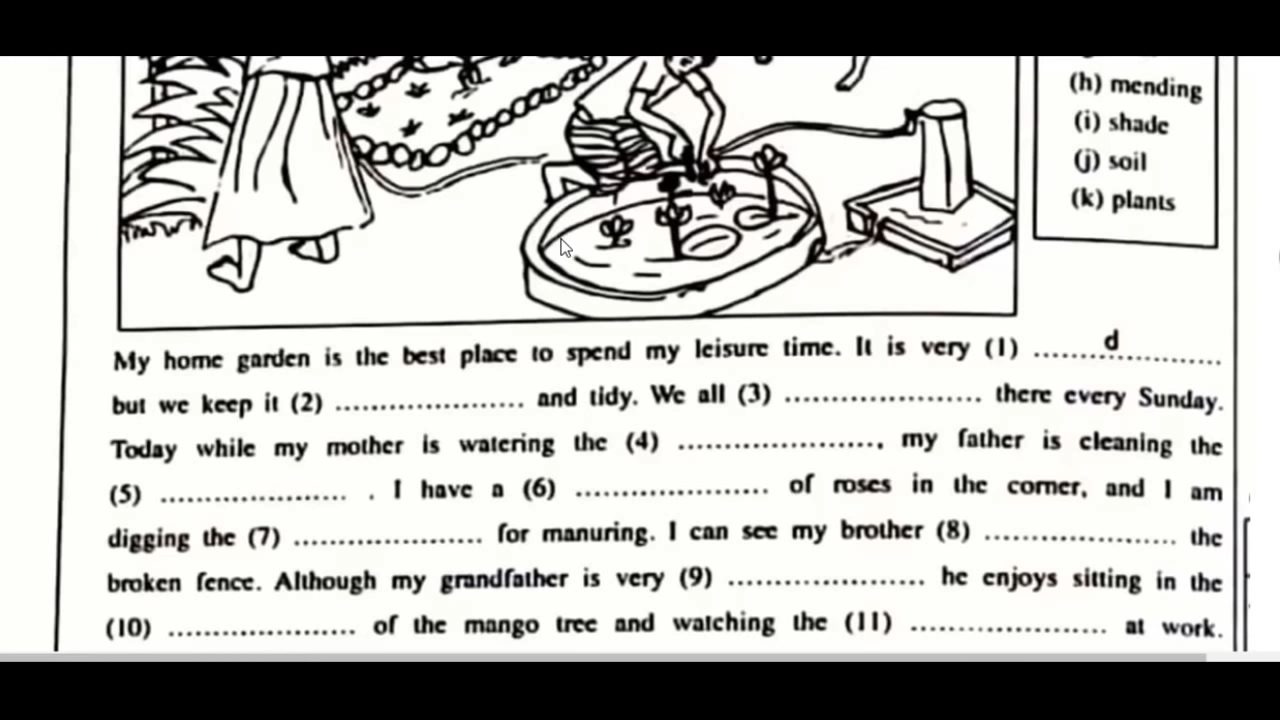 (h) mending
(i) shade
(j) soil
(k) plants
My home garden is the best place to spend my leisure time. It is very (1) ........d..............
but we keep it (2) ..................... and tidy. We all (3) ...................... there every Sunday.
Today while my mother is watering the (4) ......................, my father is cleaning the
(5) ..................... . I have a (6) ...................... of roses in the corner, and I am
digging the (7) ..................... for manuring. I can see my brother (8) ...................... the
broken fence. Although my grandfather is very (9) ...................... he enjoys sitting in the
(10) ..................... of the mango tree and watching the (11) ...................... at work.